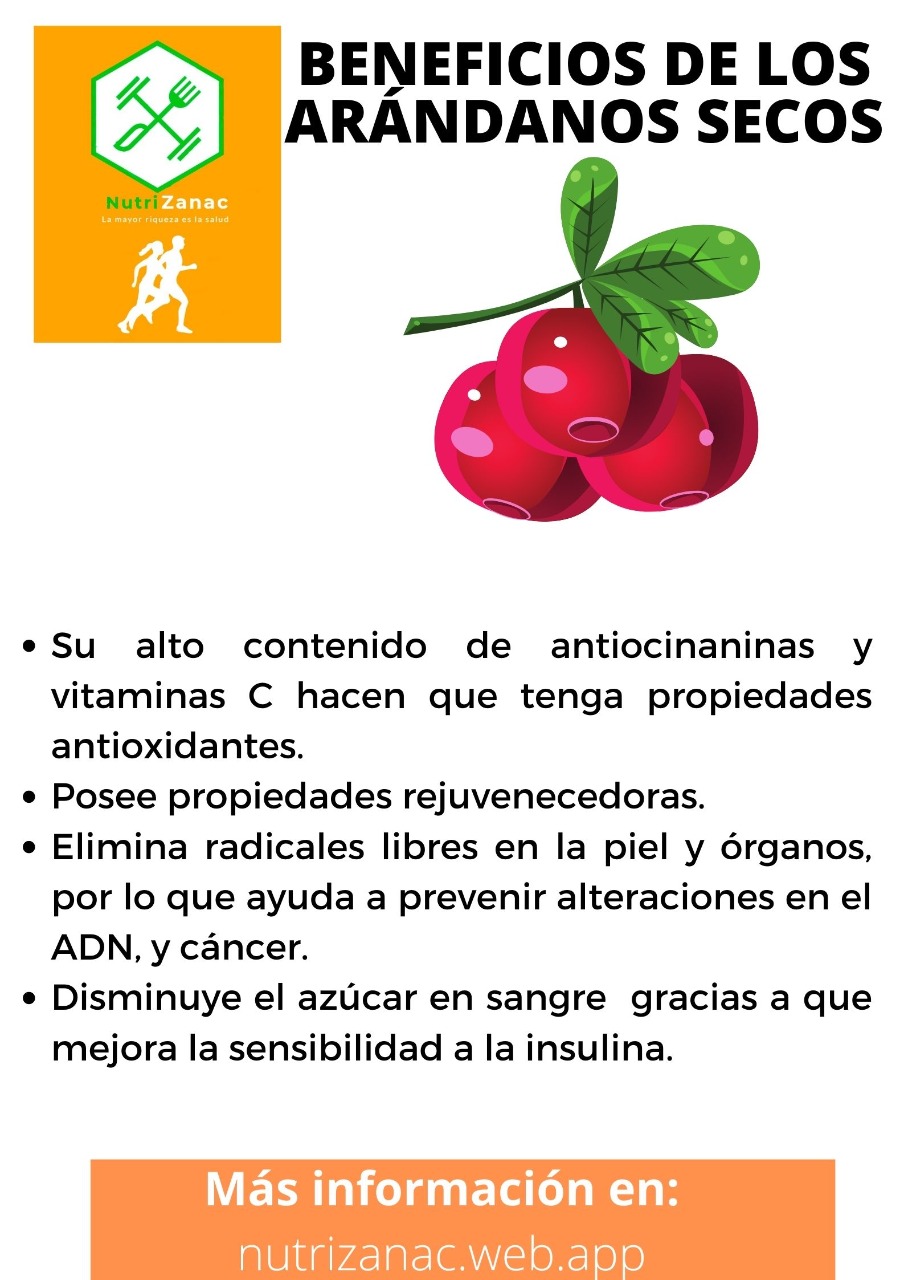 BENEFICIOS DE LOS
ARÁNDANOS SECOS
NutriZanac
La mayor riqueza es la salud
• Su alto contenido de antiocinaninas y
vitaminas C hacen que tenga propiedades
antioxidantes.
• Posee propiedades rejuvenecedoras.
• Elimina radicales libres en la piel y órganos,
por lo que ayuda a prevenir alteraciones en el
ADN, y cáncer.
• Disminuye el azúcar en sangre gracias a que
mejora la sensibilidad a la insulina.
Más información en:
nutrizanac.web.app